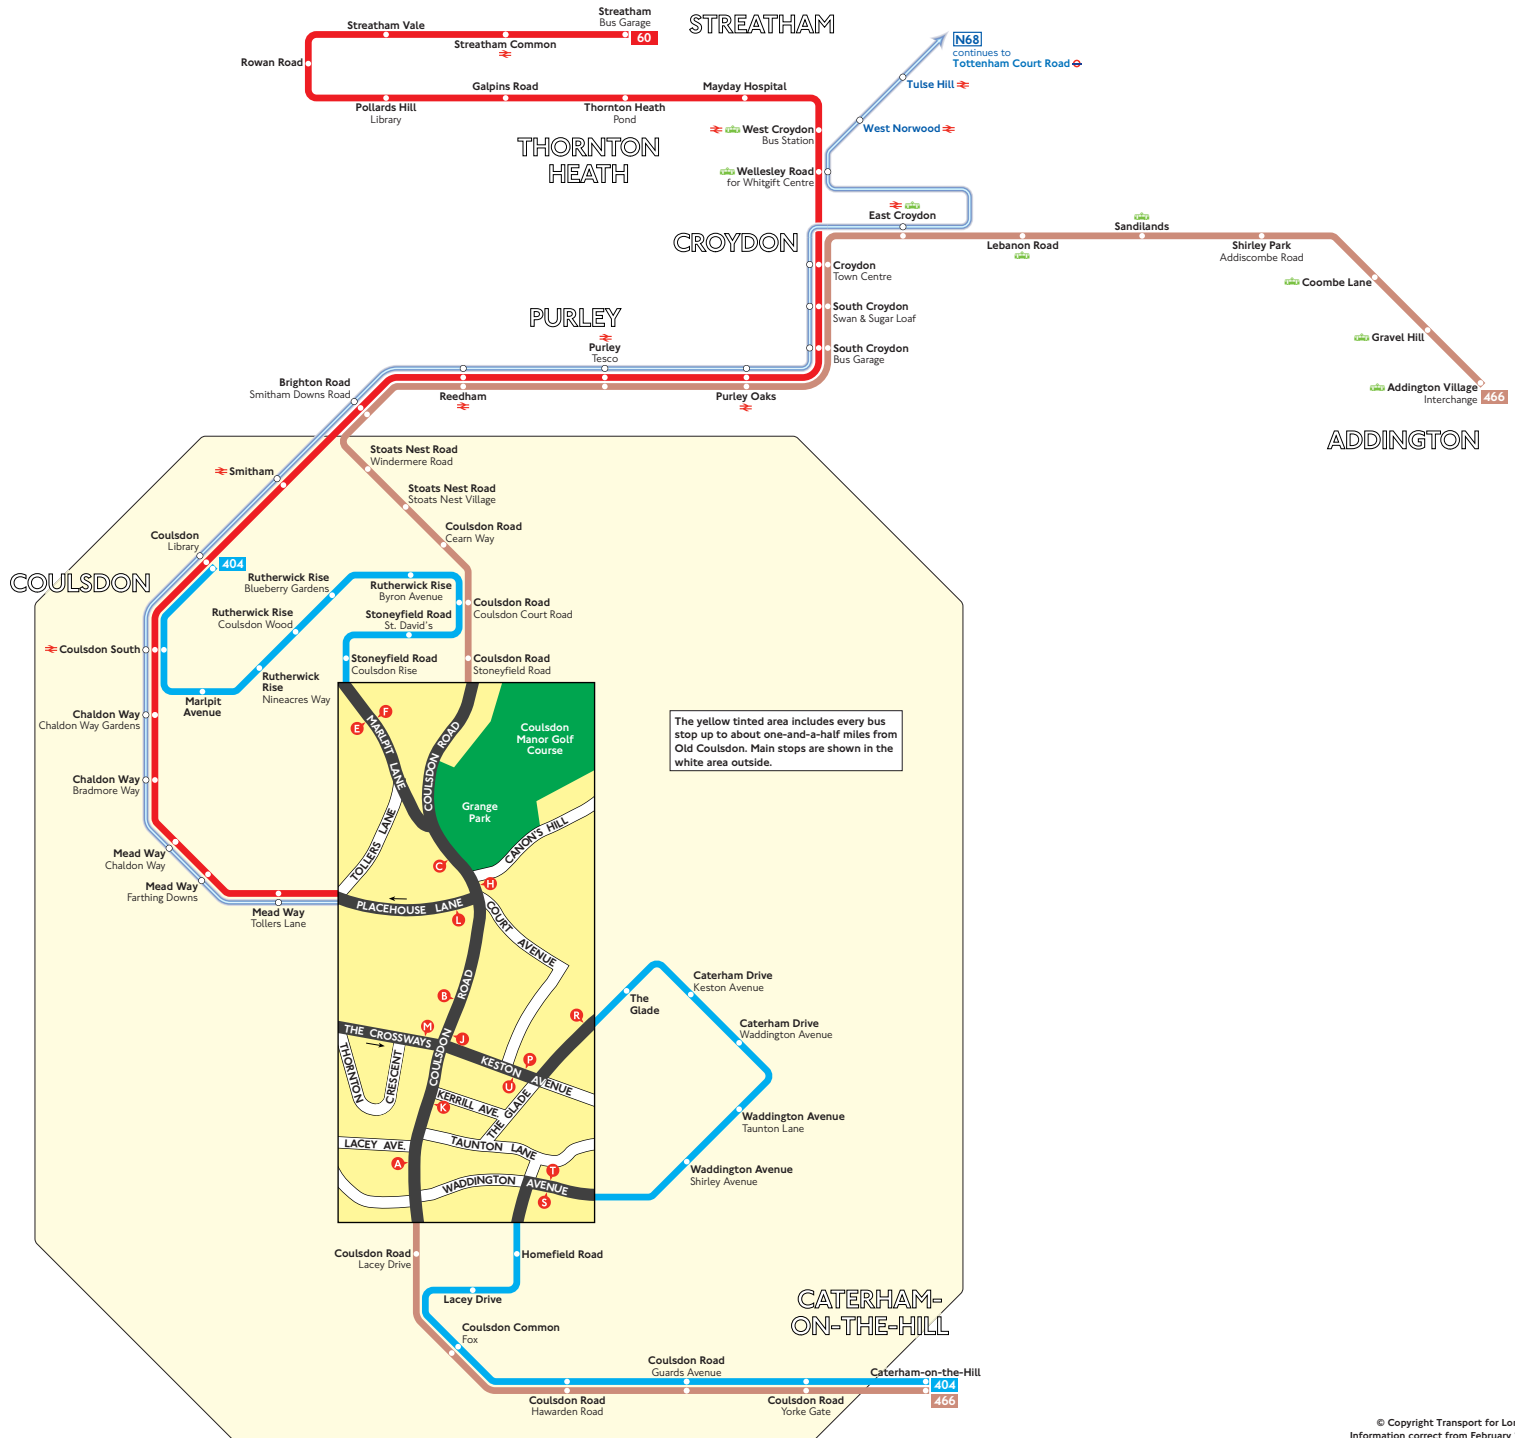 Streatham
Bus Garage
60
STREATHAM
Streatham Vale
Streatham Common
Rowan Road
Galpins Road
Mayday Hospital
Pollards Hill
Library
Thornton Heath
Pond
THORNTON
HEATH
N68
continues to
Tottenham Court Road
Tulse Hill
West Norwood
West Croydon
Bus Station
Wellesley Road
for Whitgift Centre
East Croydon
CROYDON
Lebanon Road
Sandilands
Shirley Park
Addiscombe Road
Coombe Lane
Gravel Hill
Addington Village
Interchange
466
ADDINGTON
Croydon
Town Centre
South Croydon
Swan & Sugar Loaf
South Croydon
Bus Garage
PURLEY
Purley
Tesco
Reedham
Purley Oaks
Brighton Road
Smitham Downs Road
Stoats Nest Road
Windermere Road
Smitham
Stoats Nest Road
Stoats Nest Village
Coulsdon Road
Cearn Way
Coulsdon
Library
404
COULSDON
Rutherwick Rise
Blueberry Gardens
Rutherwick Rise
Byron Avenue
Rutherwick Rise
Coulsdon Wood
Stoneyfield Road
St. David's
Coulsdon Road
Coulsdon Court Road
Coulsdon South
Stoneyfield Road
Coulsdon Rise
Coulsdon Road
Stoneyfield Road
Rutherwick
Rise
Nineacres Way
Marlpit
Avenue
Chaldon Way
Chaldon Way Gardens
Chaldon Way
Bradmore Way
Mead Way
Chaldon Way
Mead Way
Farthing Downs
Mead Way
Tollers Lane
The yellow tinted area includes every bus
stop up to about one-and-a-half miles from
Old Coulsdon. Main stops are shown in the
white area outside.
F
E
MARLPIT LANE
COULSDON ROAD
Coulsdon
Manor Golf
Course
Grange
Park
TOLLERS LANE
CANON'S HILL
C
H
PLACEHOUSE LANE
L
COURT AVENUE
B
ROAD
M
J
R
THE CROSSWAYS
COULSDON
THORNTON
CRESCENT
KESTON AVENUE
P
U
KERRILL AVE.
K
THE GLADE
LACEY AVE.
TAUNTON LANE
A
T
WADDINGTON AVENUE
S
The
Glade
Caterham Drive
Keston Avenue
Caterham Drive
Waddington Avenue
Waddington Avenue
Taunton Lane
Waddington Avenue
Shirley Avenue
Coulsdon Road
Lacey Drive
Homefield Road
Lacey Drive
CATERHAM-
ON-THE-HILL
Coulsdon Common
Fox
Coulsdon Road
Guards Avenue
Caterham-on-the-Hill
404
466
Coulsdon Road
Hawarden Road
Coulsdon Road
Yorke Gate
© Copyright Transport for Lon
Information correct from February